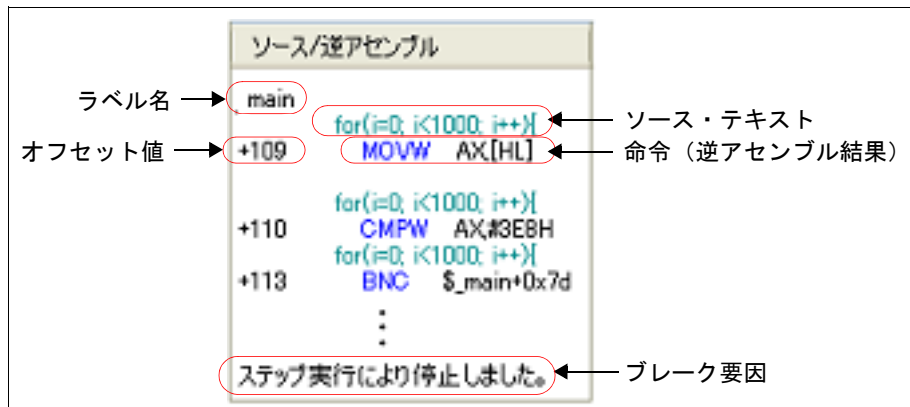 ソース/逆アセンブル
ラベル名 main
for(i=0; i<1000; i++){ ソース・テキスト
オフセット値 +109 MOVW AX,[HL] 命令（逆アセンブル結果）
for(i=0; i<1000; i++){
+110 CMPW AX,#3E8H
for(i=0; i<1000; i++){
+113 BNC $_main+0x7d
ステップ実行により停止しました。 ブレーク要因